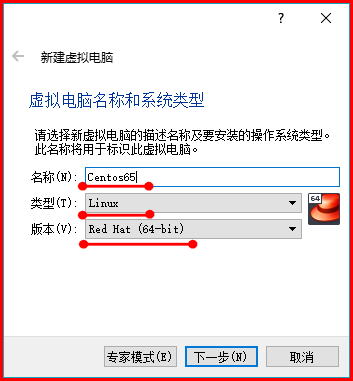 ?
新建虚拟电脑
虚拟电脑名称和系统类型
请选择新虚拟电脑的描述名称及要安装的操作系统类型。
此名称将用于标识此虚拟电脑。
名称(N): Centos65
类型(T): Linux
64
版本(V): Red Hat (64-bit)
专家模式(E) 下一步(N) 取消